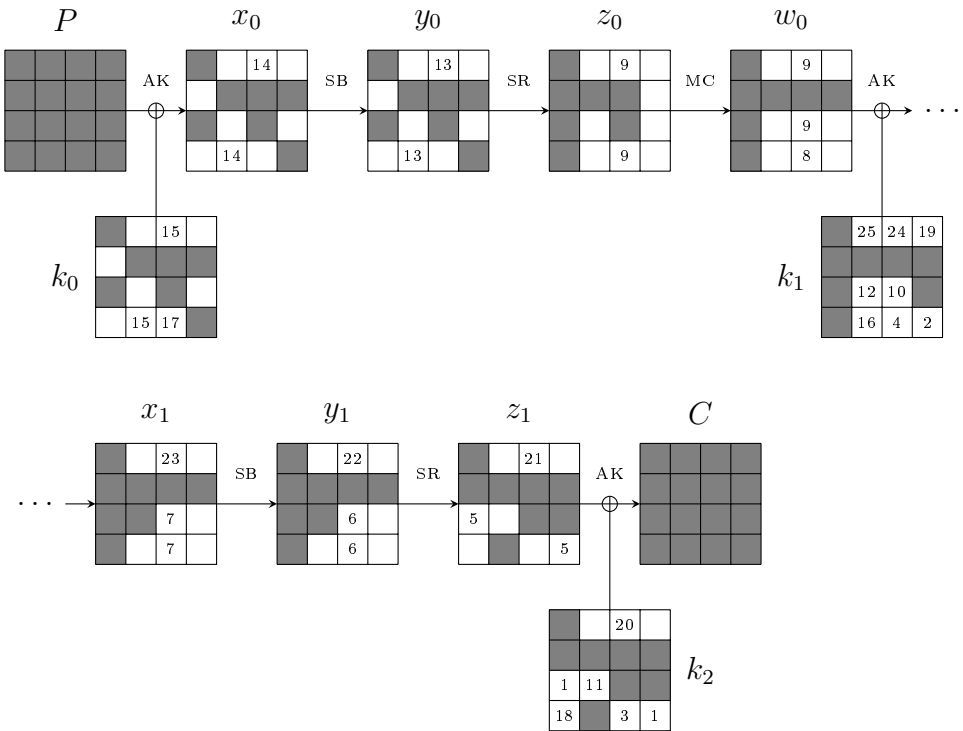 P x₀ y₀ z₀ w₀
AK SB SR MC AK
14 13 9 9
14 13 9 9
8
⋯
k₀ k₁
15 25 24 19
12 10
15 17 16 4 2
x₁ y₁ z₁ C
⋯ SB SR AK
23 22 21
7 6 5
7 6 5
k₂
20
1 11
18 3 1